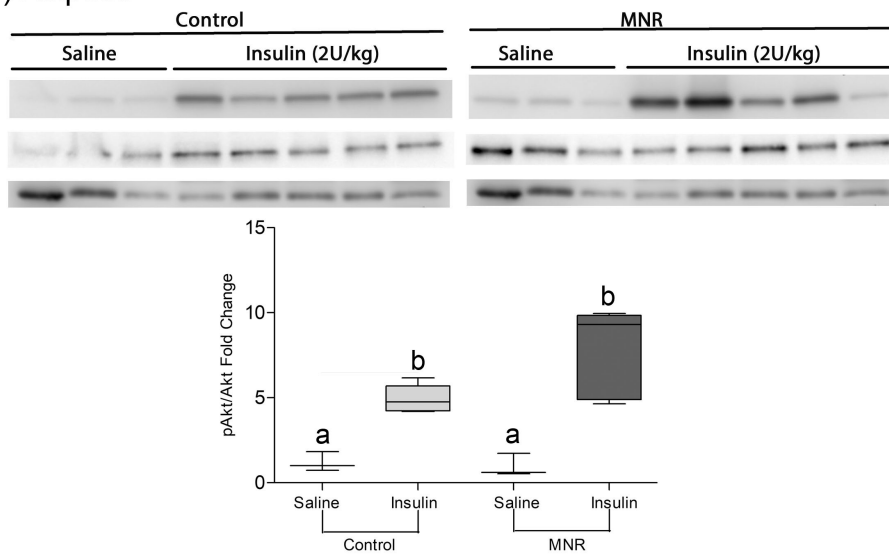 Control MNR
Saline Insulin (2U/kg) Saline Insulin (2U/kg)
15
10
5
0
pAkt/Akt Fold Change
a
b
a
b
Saline Insulin Saline Insulin
Control MNR